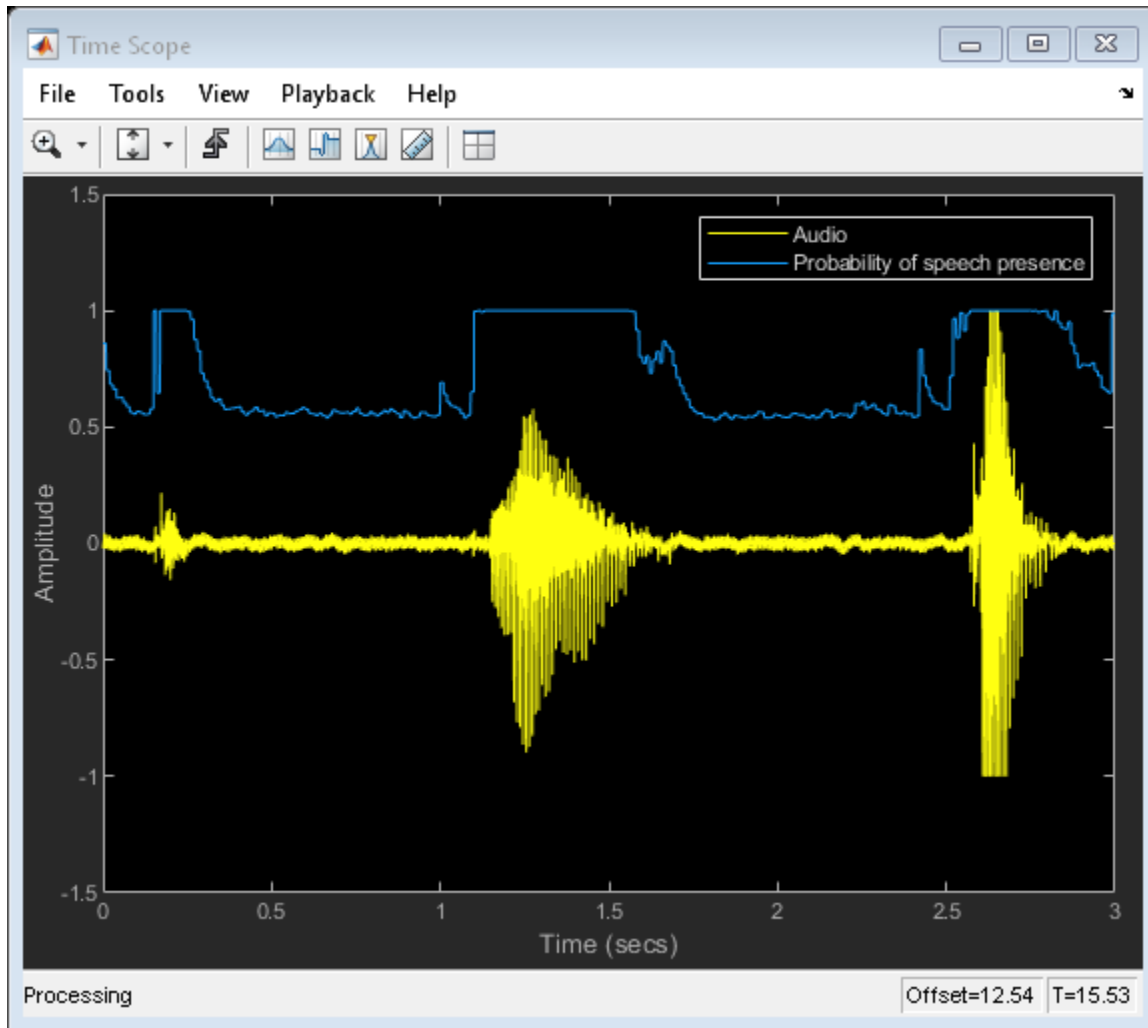 Time Scope
File Tools View Playback Help
1.5
Audio
Probability of speech presence
1
0.5
0
-0.5
-1
-1.5
Amplitude
0 0.5 1 1.5 2 2.5 3
Time (secs)
Processing Offset=12.54 T=15.53